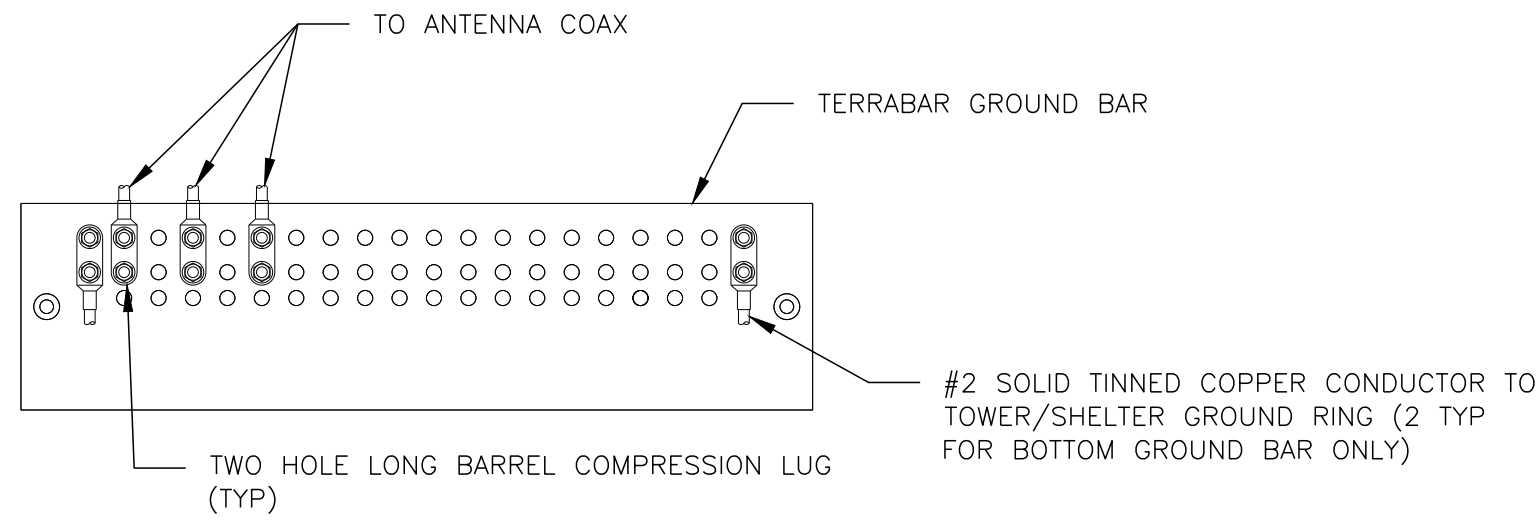 TO ANTENNA COAX
TERRABAR GROUND BAR
#2 SOLID TINNED COPPER CONDUCTOR TO
TOWER/SHELTER GROUND RING (2 TYP
FOR BOTTOM GROUND BAR ONLY)
TWO HOLE LONG BARREL COMPRESSION LUG
(TYP)